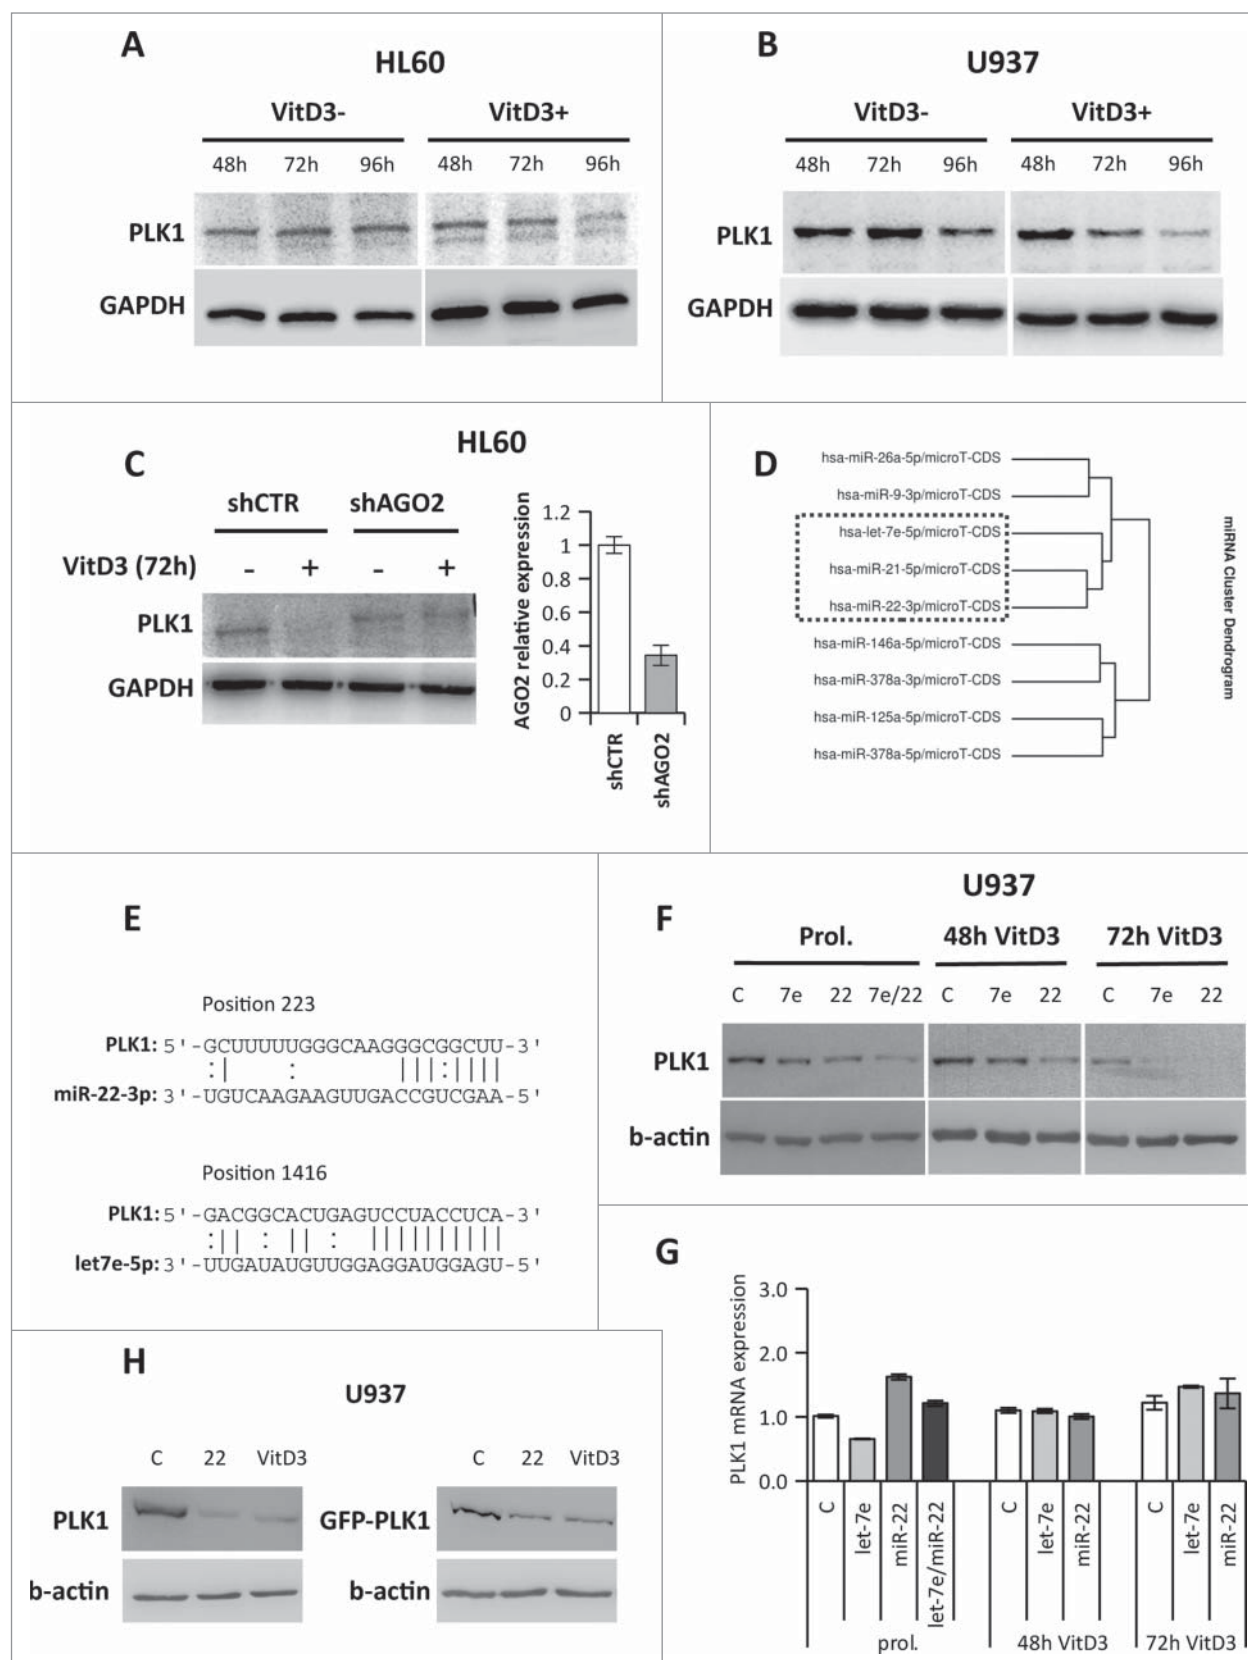 A
HL60
VitD3- VitD3+
48h 72h 96h 48h 72h 96h
PLK1
GAPDH
B
U937
VitD3- VitD3+
48h 72h 96h 48h 72h 96h
PLK1
GAPDH
C
HL60
shCTR shAGO2
VitD3 (72h) - + - +
PLK1
GAPDH
AGO2 relative expression
1.2
1
0.8
0.6
0.4
0.2
0
shCTR
shAGO2
D
hsa-miR-26a-5p/microT-CDS
hsa-miR-9-3p/microT-CDS
hsa-let-7e-5p/microT-CDS
hsa-miR-21-5p/microT-CDS
hsa-miR-22-3p/microT-CDS
hsa-miR-146a-5p/microT-CDS
hsa-miR-378a-3p/microT-CDS
hsa-miR-125a-5p/microT-CDS
hsa-miR-378a-5p/microT-CDS
miRNA Cluster Dendrogram
E
Position 223
PLK1: 5'-GCUUUUUGGGCAAGGGCGGCUU-3'
miR-22-3p: 3'-UGUCAAGAAGUUGACCGUCGAA-5'
Position 1416
PLK1: 5'-GACGGCACUGAGUCCUACCUCA-3'
let7e-5p: 3'-UUGAUAUGUUGGAGGAUGGAGU-5'
F
U937
Prol. 48h VitD3 72h VitD3
C 7e 22 7e/22 C 7e 22 C 7e 22
PLK1
b-actin
G
PLK1 mRNA expression
3.0
2.0
1.0
0.0
C
let-7e
miR-22
let-7e/miR-22
C
let-7e
miR-22
C
let-7e
miR-22
prol. 48h VitD3 72h VitD3
H
U937
C 22 VitD3
PLK1
b-actin
C 22 VitD3
GFP-PLK1
b-actin